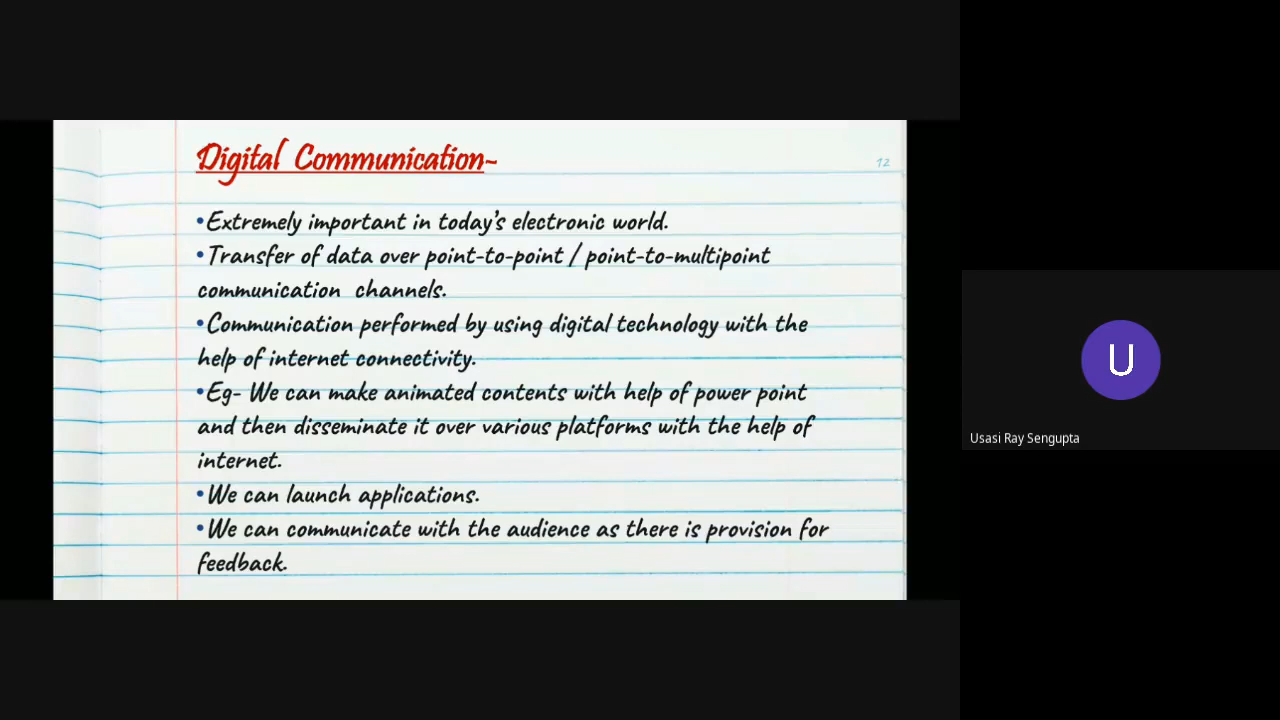 Digital Communication-
12
•Extremely important in today's electronic world.
•Transfer of data over point-to-point / point-to-multipoint
communication channels.
•Communication performed by using digital technology with the
help of internet connectivity.
•Eg- We can make animated contents with help of power point
and then disseminate it over various platforms with the help of
internet.
•We can launch applications.
•We can communicate with the audience as there is provision for
feedback.
U
Usasi Ray Sengupta